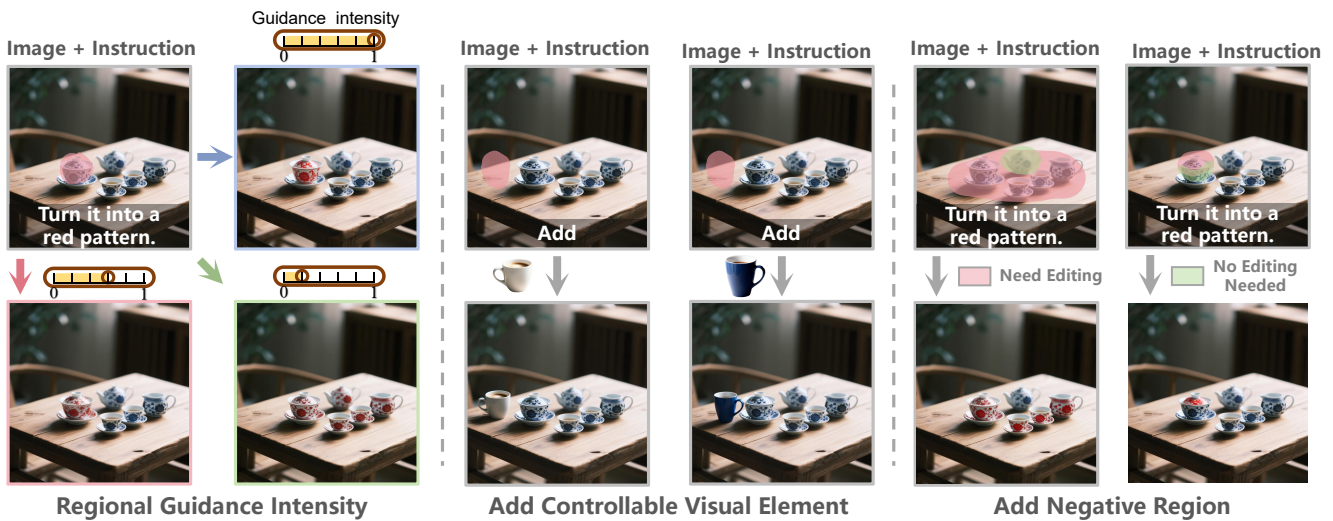 Guidance intensity
0 1
Image + Instruction
Turn it into a
red pattern.
0 1
0 1
Regional Guidance Intensity
Image + Instruction
Image + Instruction
Add
Add
Add Controllable Visual Element
Image + Instruction
Image + Instruction
Turn it into a
red pattern.
Turn it into a
red pattern.
Need Editing
No Editing
Needed
Add Negative Region